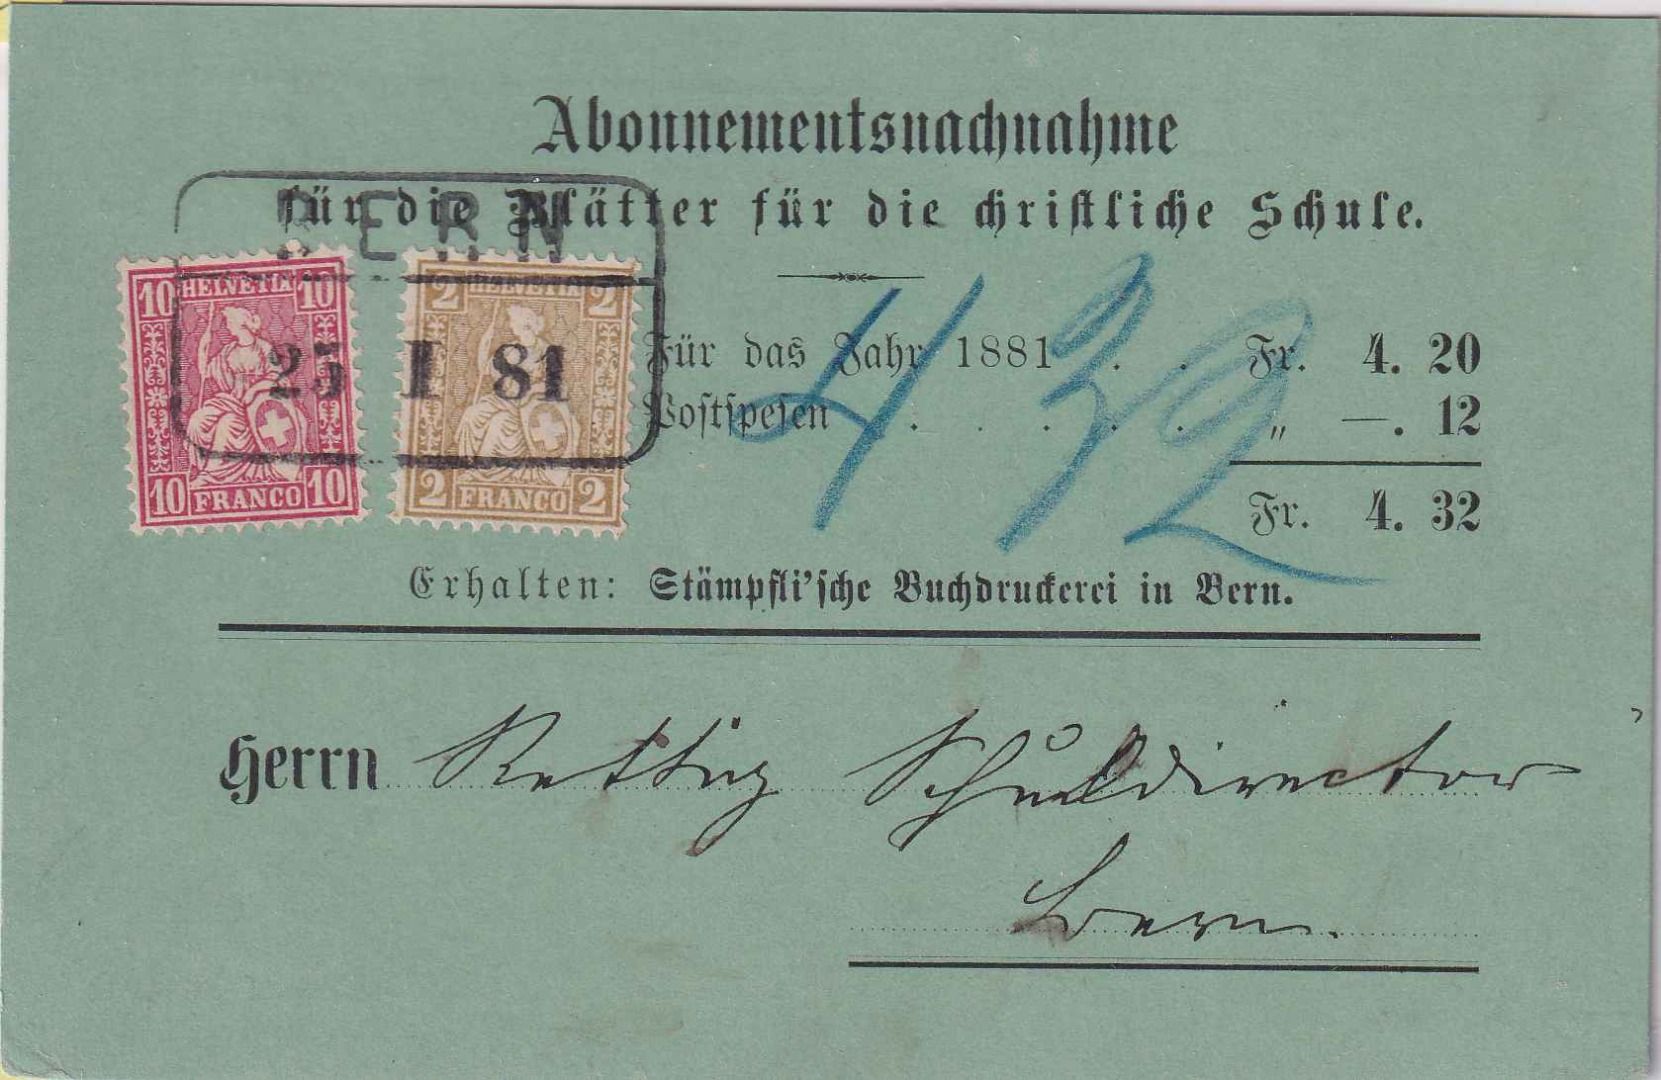 Abonnementsnachnahme
für die Blätter für die christliche Schule.
BERN
25 I 81
10 HELVETIA 10
10 FRANCO 10
2 HELVETIA 2
2 FRANCO 2
Für das Jahr 1881 . . Fr. 4. 20
Postspesen . . . . . „ —. 12
Fr. 4. 32
4 32
Erhalten: Stämpfli'sche Buchdruckerei in Bern.
Herrn Rettig Schuldirector
Bern.